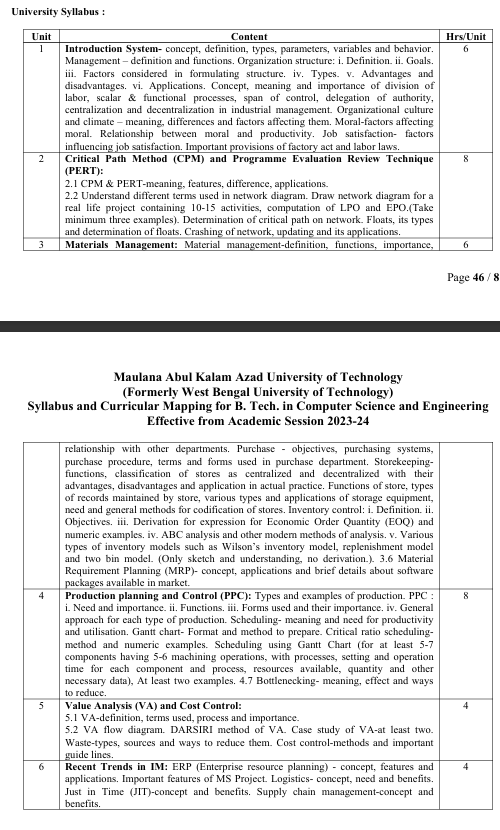 University Syllabus :
Unit Content Hrs/Unit
1 Introduction System- concept, definition, types, parameters, variables and behavior. 6
Management – definition and functions. Organization structure: i. Definition. ii. Goals.
iii. Factors considered in formulating structure. iv. Types. v. Advantages and
disadvantages. vi. Applications. Concept, meaning and importance of division of
labor, scalar & functional processes, span of control, delegation of authority,
centralization and decentralization in industrial management. Organizational culture
and climate – meaning, differences and factors affecting them. Moral-factors affecting
moral. Relationship between moral and productivity. Job satisfaction- factors
influencing job satisfaction. Important provisions of factory act and labor laws.
2 Critical Path Method (CPM) and Programme Evaluation Review Technique 8
(PERT):
2.1 CPM & PERT-meaning, features, difference, applications.
2.2 Understand different terms used in network diagram. Draw network diagram for a
real life project containing 10-15 activities, computation of LPO and EPO.(Take
minimum three examples). Determination of critical path on network. Floats, its types
and determination of floats. Crashing of network, updating and its applications.
3 Materials Management: Material management-definition, functions, importance, 6
Page 46 / 8
Maulana Abul Kalam Azad University of Technology
(Formerly West Bengal University of Technology)
Syllabus and Curricular Mapping for B. Tech. in Computer Science and Engineering
Effective from Academic Session 2023-24
relationship with other departments. Purchase - objectives, purchasing systems,
purchase procedure, terms and forms used in purchase department. Storekeeping-
functions, classification of stores as centralized and decentralized with their
advantages, disadvantages and application in actual practice. Functions of store, types
of records maintained by store, various types and applications of storage equipment,
need and general methods for codification of stores. Inventory control: i. Definition. ii.
Objectives. iii. Derivation for expression for Economic Order Quantity (EOQ) and
numeric examples. iv. ABC analysis and other modern methods of analysis. v. Various
types of inventory models such as Wilson's inventory model, replenishment model
and two bin model. (Only sketch and understanding, no derivation.). 3.6 Material
Requirement Planning (MRP)- concept, applications and brief details about software
packages available in market.
4 Production planning and Control (PPC): Types and examples of production. PPC : 8
i. Need and importance. ii. Functions. iii. Forms used and their importance. iv. General
approach for each type of production. Scheduling- meaning and need for productivity
and utilisation. Gantt chart- Format and method to prepare. Critical ratio scheduling-
method and numeric examples. Scheduling using Gantt Chart (for at least 5-7
components having 5-6 machining operations, with processes, setting and operation
time for each component and process, resources available, quantity and other
necessary data), At least two examples. 4.7 Bottlenecking- meaning, effect and ways
to reduce.
5 Value Analysis (VA) and Cost Control: 4
5.1 VA-definition, terms used, process and importance.
5.2 VA flow diagram. DARSIRI method of VA. Case study of VA-at least two.
Waste-types, sources and ways to reduce them. Cost control-methods and important
guide lines.
6 Recent Trends in IM: ERP (Enterprise resource planning) - concept, features and 4
applications. Important features of MS Project. Logistics- concept, need and benefits.
Just in Time (JIT)-concept and benefits. Supply chain management-concept and
benefits.